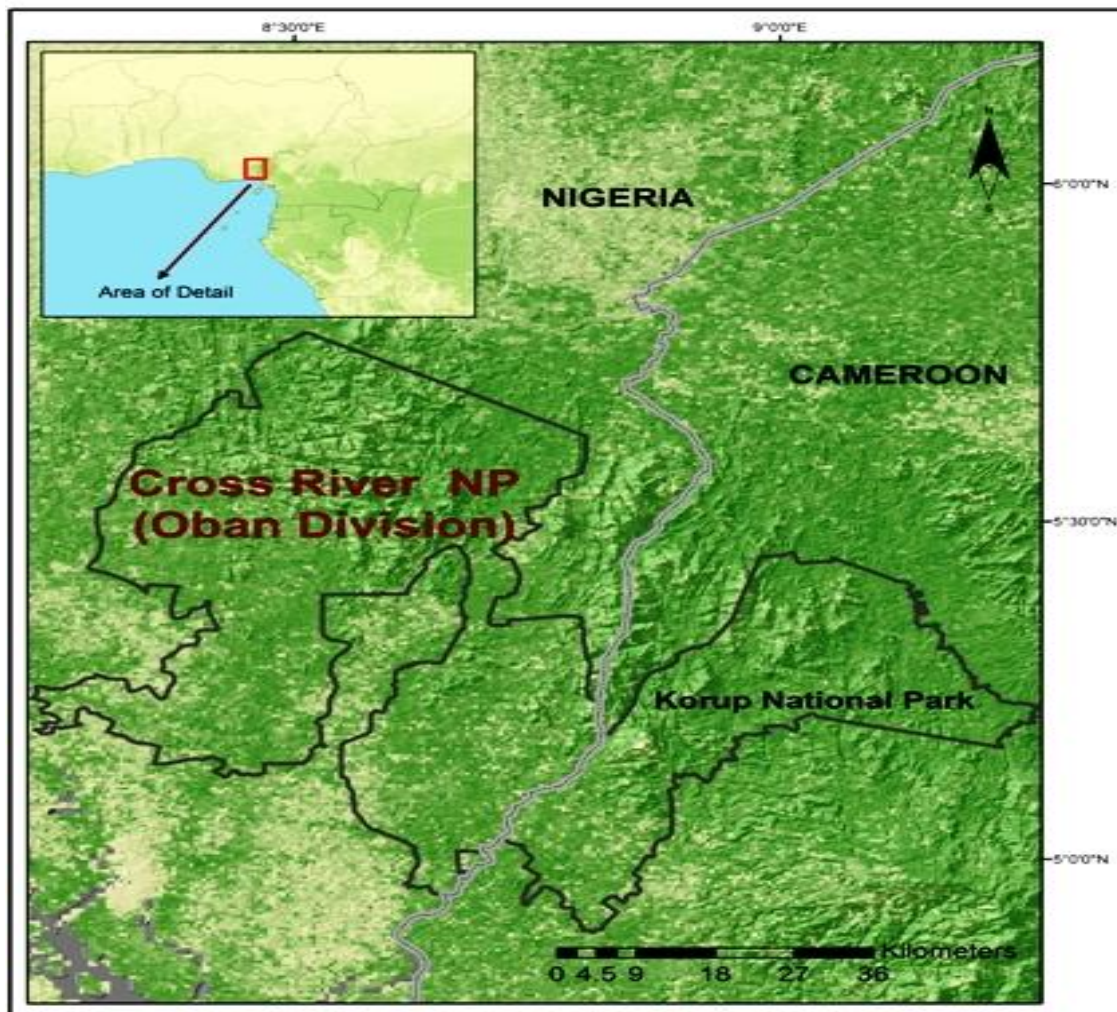 8°30'0"E
9°0'0"E
Area of Detail
NIGERIA
6°0'0"N
CAMEROON
Cross River NP
(Oban Division)
5°30'0"N
Korup National Park
5°0'0"N
Kilometers
0 4.5 9 18 27 36